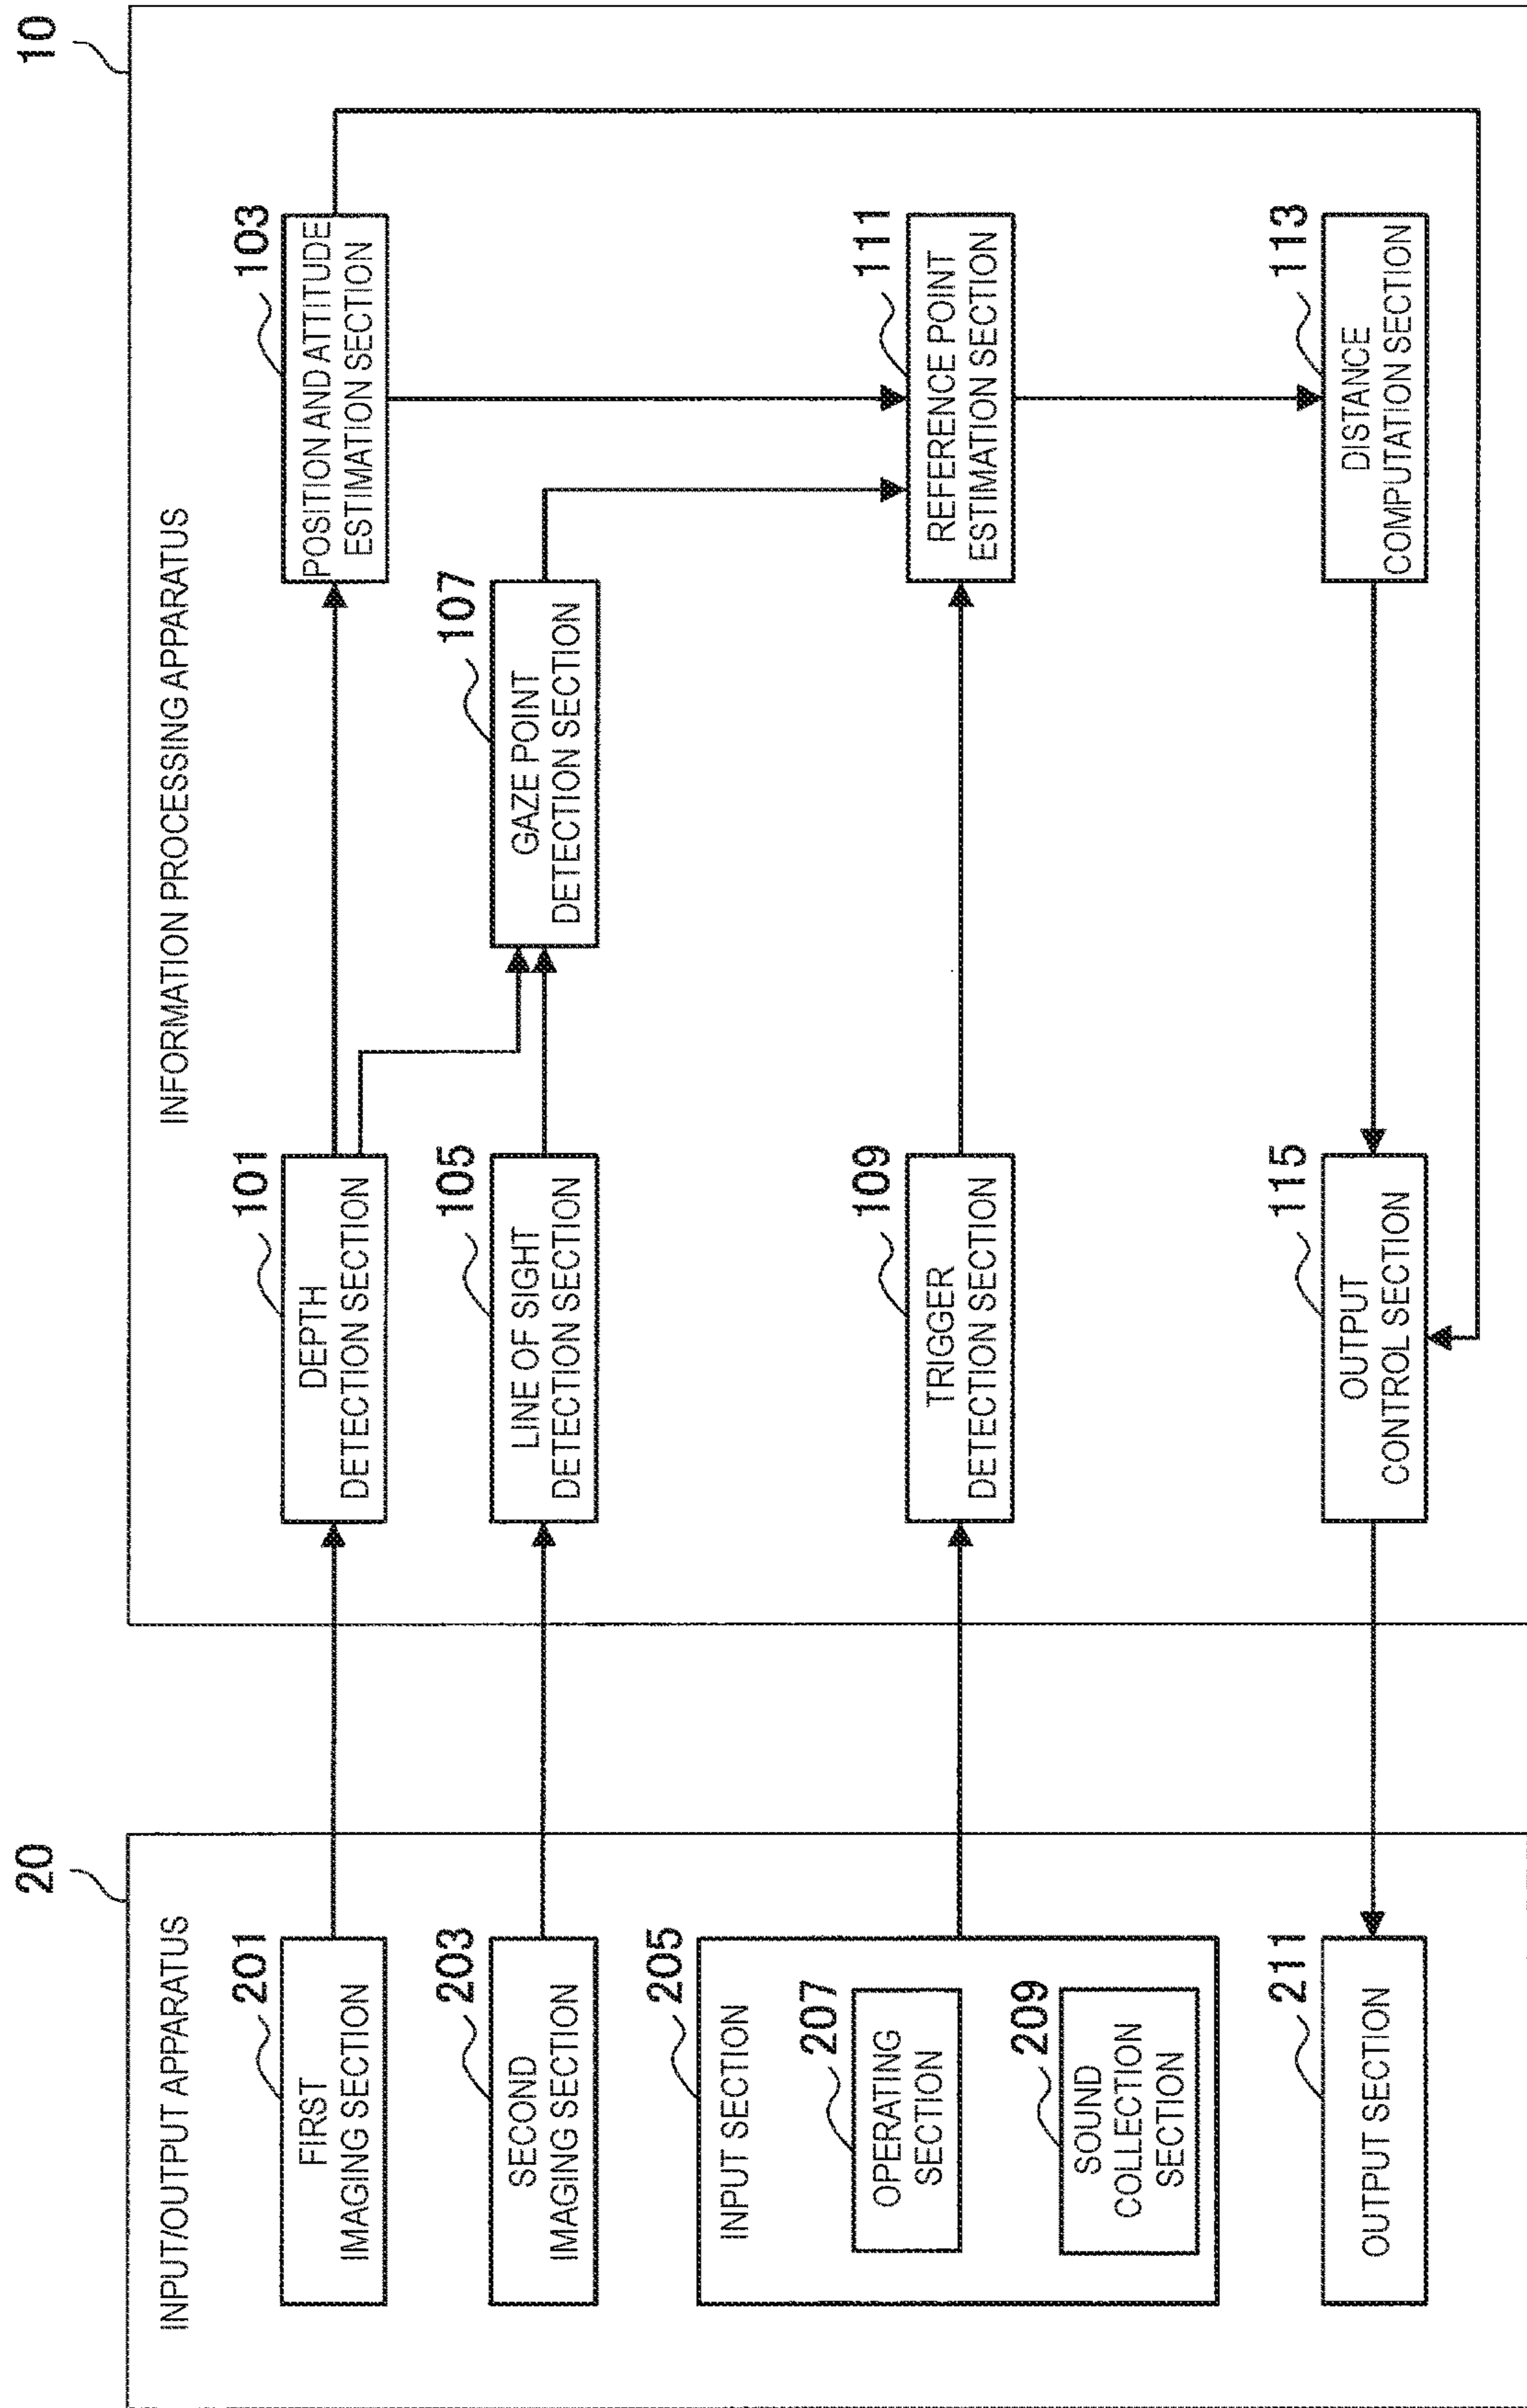 20
INPUT/OUTPUT APPARATUS
201
FIRST
IMAGING SECTION
203
SECOND
IMAGING SECTION
205
INPUT SECTION
207
OPERATING
SECTION
209
SOUND
COLLECTION
SECTION
211
OUTPUT SECTION
10
INFORMATION PROCESSING APPARATUS
101
DEPTH
DETECTION SECTION
103
POSITION AND ATTITUDE
ESTIMATION SECTION
105
LINE OF SIGHT
DETECTION SECTION
107
GAZE POINT
DETECTION SECTION
109
TRIGGER
DETECTION SECTION
111
REFERENCE POINT
ESTIMATION SECTION
115
OUTPUT
CONTROL SECTION
113
DISTANCE
COMPUTATION SECTION